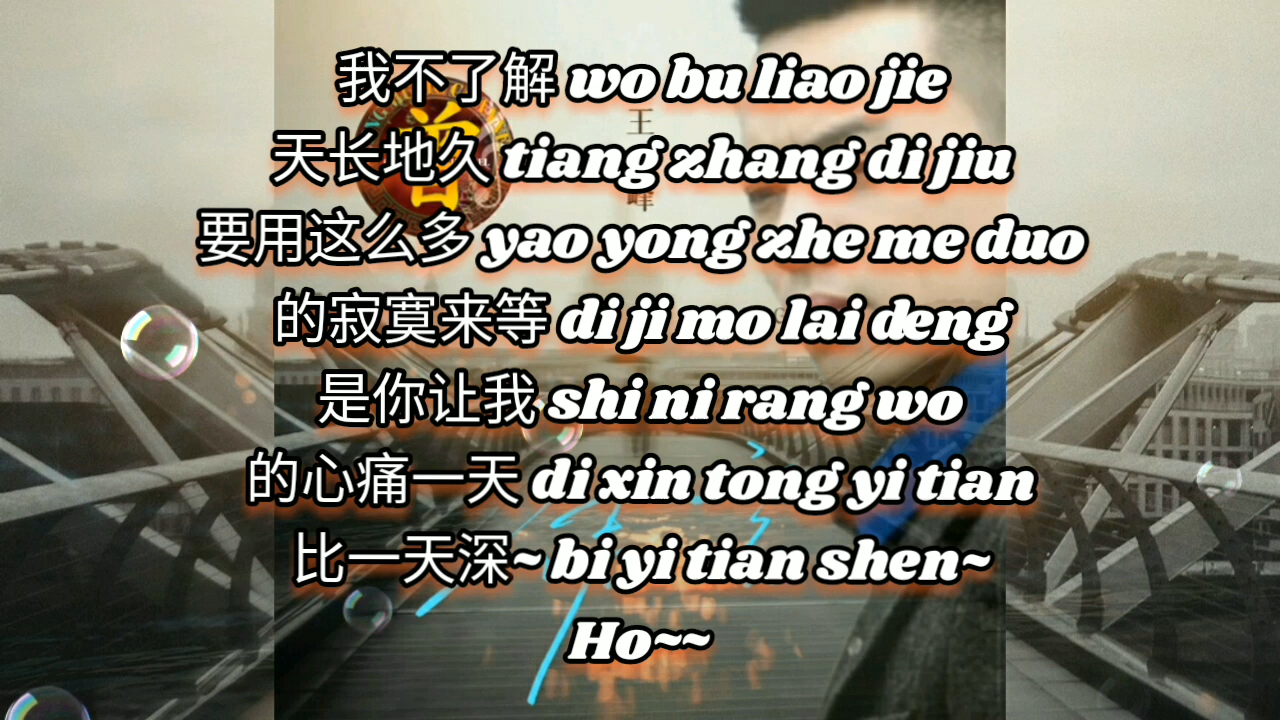 我不了解 wo bu liao jie
天长地久 tiang zhang di jiu
要用这么多 yao yong zhe me duo
的寂寞来等 di ji mo lai deng
是你让我 shi ni rang wo
的心痛一天 di xin tong yi tian
比一天深~ bi yi tian shen~
Ho~~
王
峰
曾